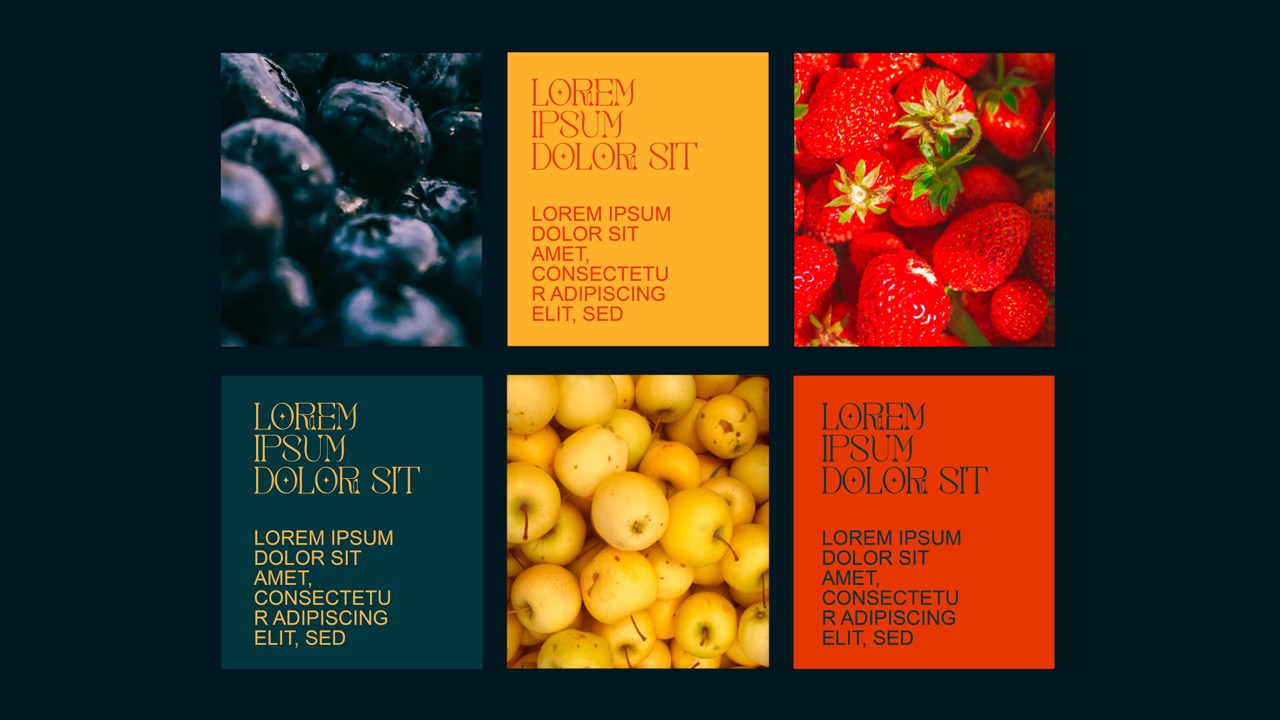 LOREM
IPSUM
DOLOR SIT
LOREM IPSUM
DOLOR SIT
AMET,
CONSECTETU
R ADIPISCING
ELIT, SED
LOREM
IPSUM
DOLOR SIT
LOREM IPSUM
DOLOR SIT
AMET,
CONSECTETU
R ADIPISCING
ELIT, SED
LOREM
IPSUM
DOLOR SIT
LOREM IPSUM
DOLOR SIT
AMET,
CONSECTETU
R ADIPISCING
ELIT, SED